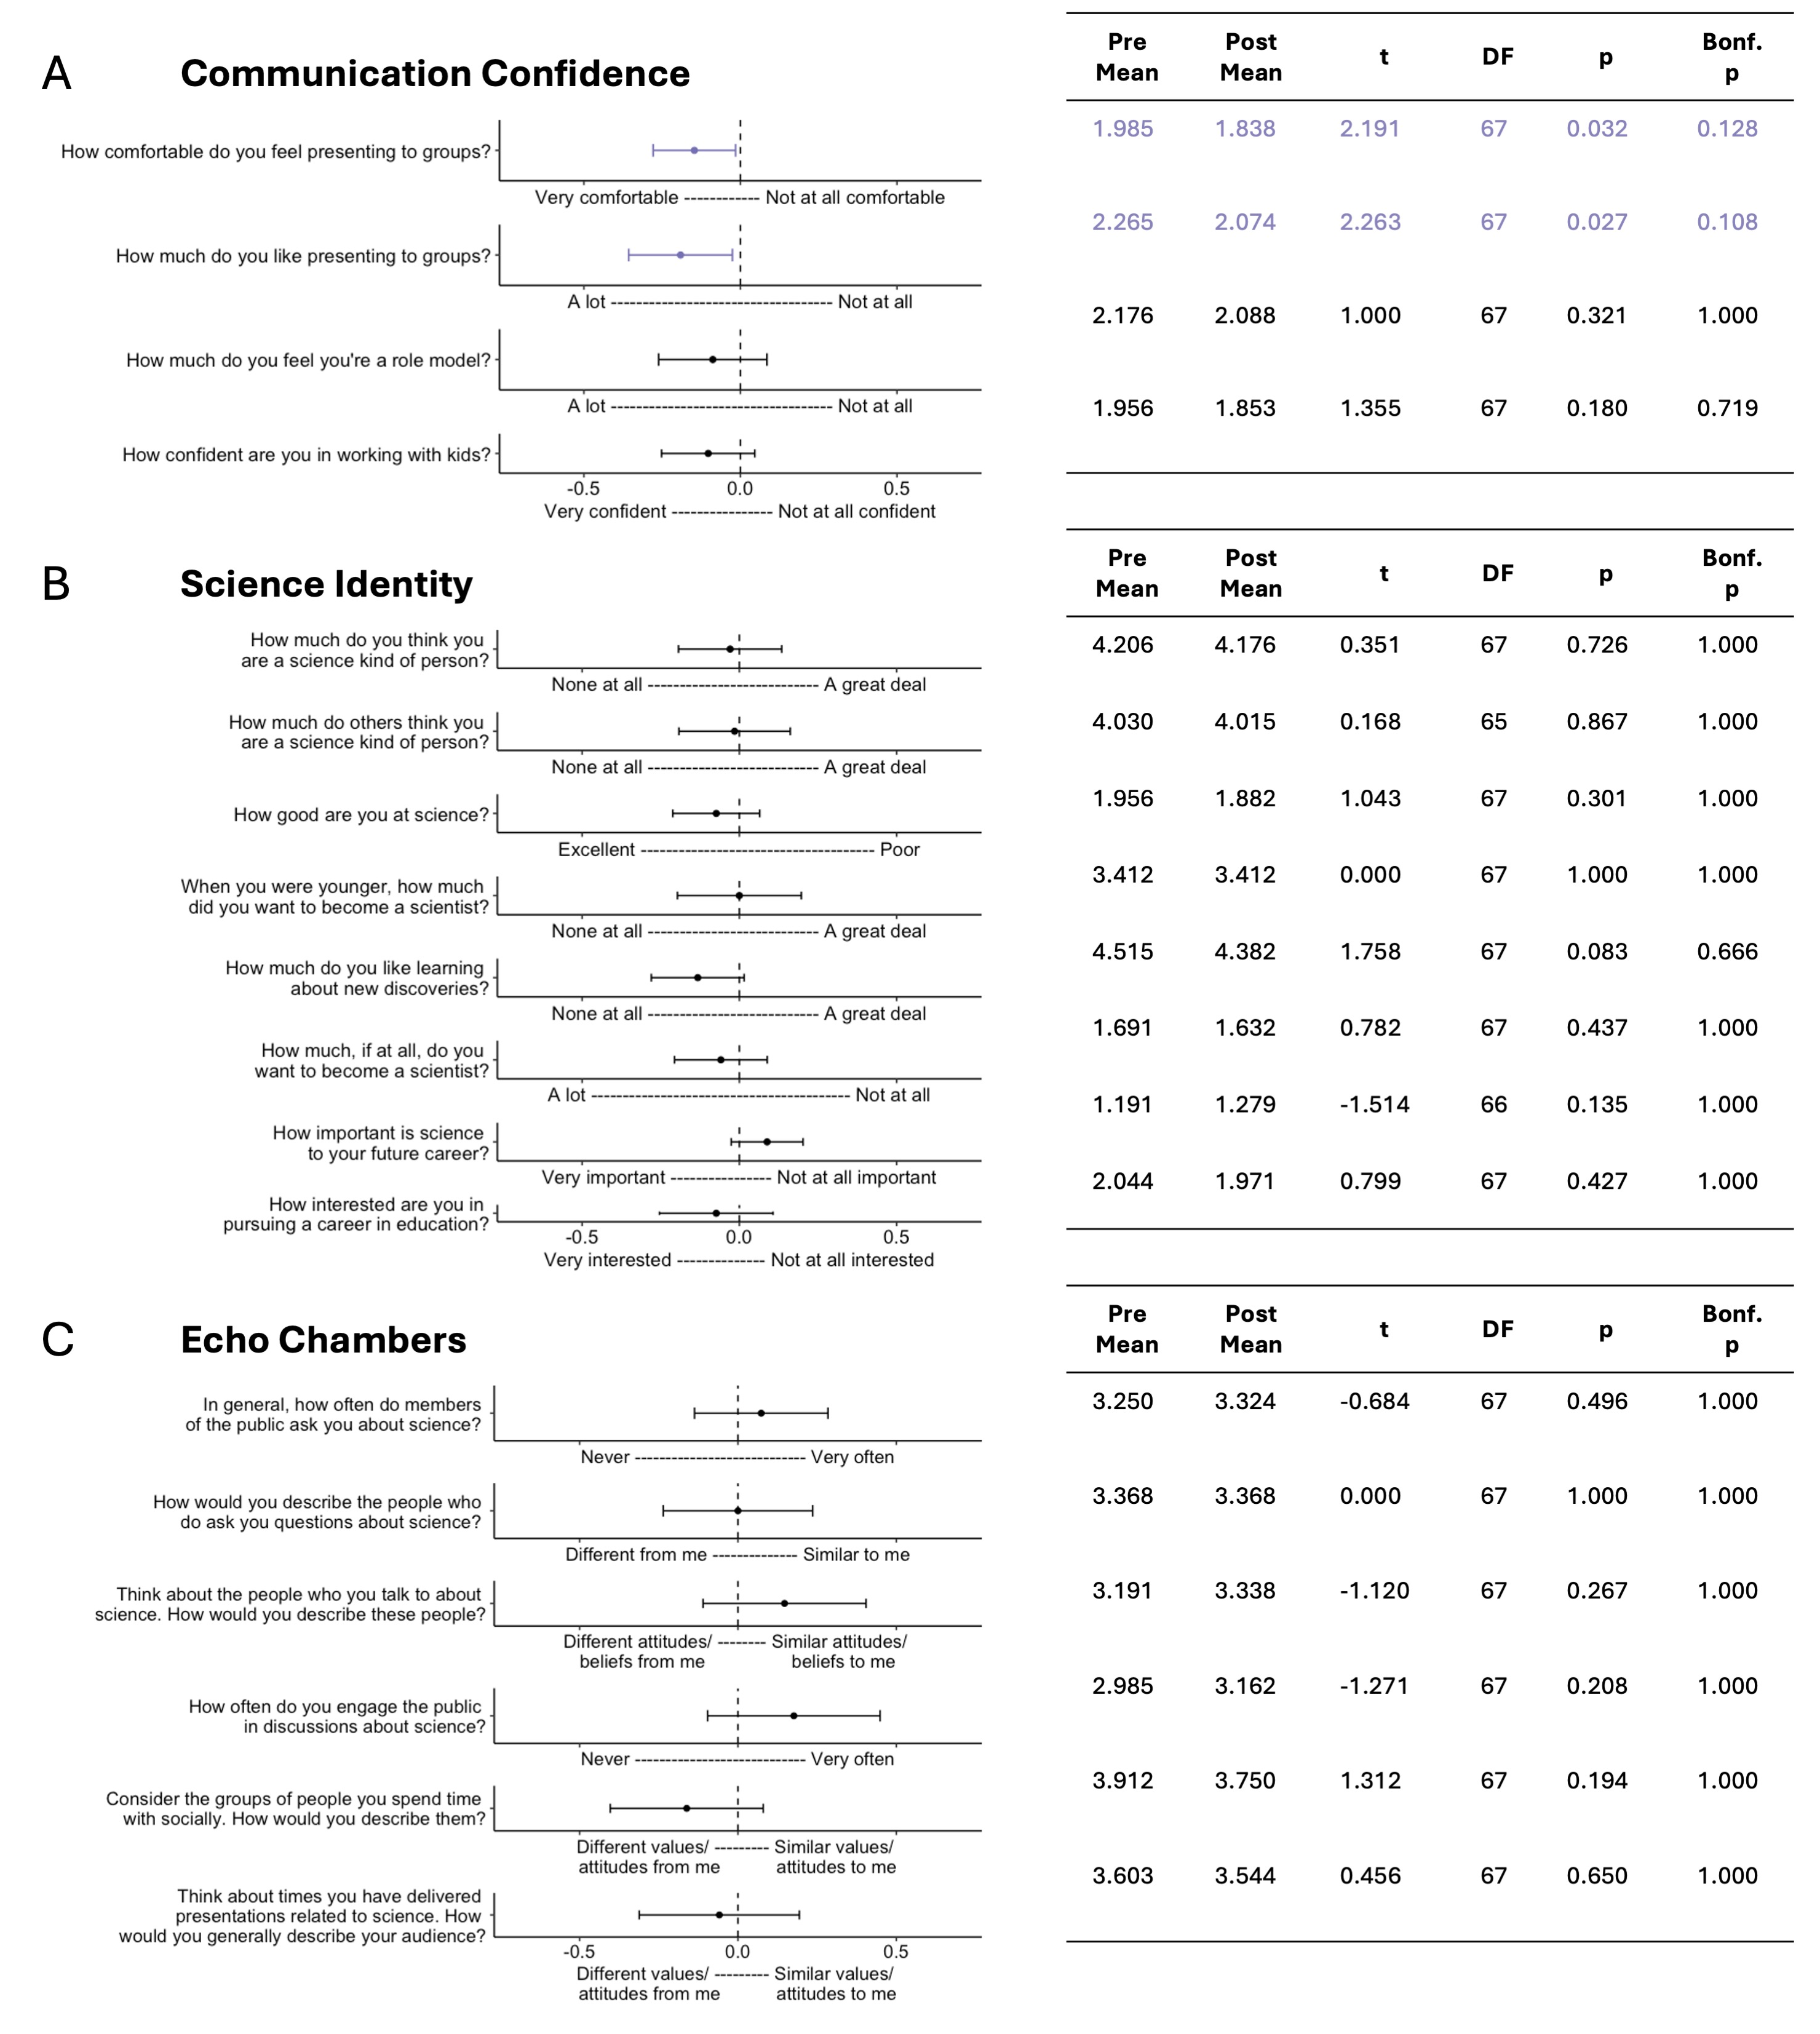 A
Communication Confidence
Pre Mean Post Mean t DF p Bonf. p
How comfortable do you feel presenting to groups?
Very comfortable ------------ Not at all comfortable
1.985 1.838 2.191 67 0.032 0.128
How much do you like presenting to groups?
A lot ---------------------------------- Not at all
2.265 2.074 2.263 67 0.027 0.108
How much do you feel you're a role model?
A lot ---------------------------------- Not at all
2.176 2.088 1.000 67 0.321 1.000
How confident are you in working with kids?
-0.5 0.0 0.5
Very confident ---------------- Not at all confident
1.956 1.853 1.355 67 0.180 0.719
B
Science Identity
Pre Mean Post Mean t DF p Bonf. p
How much do you think you
are a science kind of person?
None at all --------------------------- A great deal
4.206 4.176 0.351 67 0.726 1.000
How much do others think you
are a science kind of person?
None at all --------------------------- A great deal
4.030 4.015 0.168 65 0.867 1.000
How good are you at science?
Excellent ------------------------------------- Poor
1.956 1.882 1.043 67 0.301 1.000
When you were younger, how much
did you want to become a scientist?
None at all --------------------------- A great deal
3.412 3.412 0.000 67 1.000 1.000
How much do you like learning
about new discoveries?
None at all --------------------------- A great deal
4.515 4.382 1.758 67 0.083 0.666
How much, if at all, do you
want to become a scientist?
A lot ---------------------------------------- Not at all
1.691 1.632 0.782 67 0.437 1.000
How important is science
to your future career?
Very important ---------------- Not at all important
1.191 1.279 -1.514 66 0.135 1.000
How interested are you in
pursuing a career in education?
-0.5 0.0 0.5
Very interested -------------- Not at all interested
2.044 1.971 0.799 67 0.427 1.000
C
Echo Chambers
Pre Mean Post Mean t DF p Bonf. p
In general, how often do members
of the public ask you about science?
Never --------------------------- Very often
3.250 3.324 -0.684 67 0.496 1.000
How would you describe the people who
do ask you questions about science?
Different from me -------------- Similar to me
3.368 3.368 0.000 67 1.000 1.000
Think about the people who you talk to about
science. How would you describe these people?
Different attitudes/ -------- Similar attitudes/
beliefs from me beliefs to me
3.191 3.338 -1.120 67 0.267 1.000
How often do you engage the public
in discussions about science?
Never --------------------------- Very often
2.985 3.162 -1.271 67 0.208 1.000
Consider the groups of people you spend time
with socially. How would you describe them?
Different values/ --------- Similar values/
attitudes from me attitudes to me
3.912 3.750 1.312 67 0.194 1.000
Think about times you have delivered
presentations related to science. How
would you generally describe your audience?
-0.5 0.0 0.5
Different values/ --------- Similar values/
attitudes from me attitudes to me
3.603 3.544 0.456 67 0.650 1.000